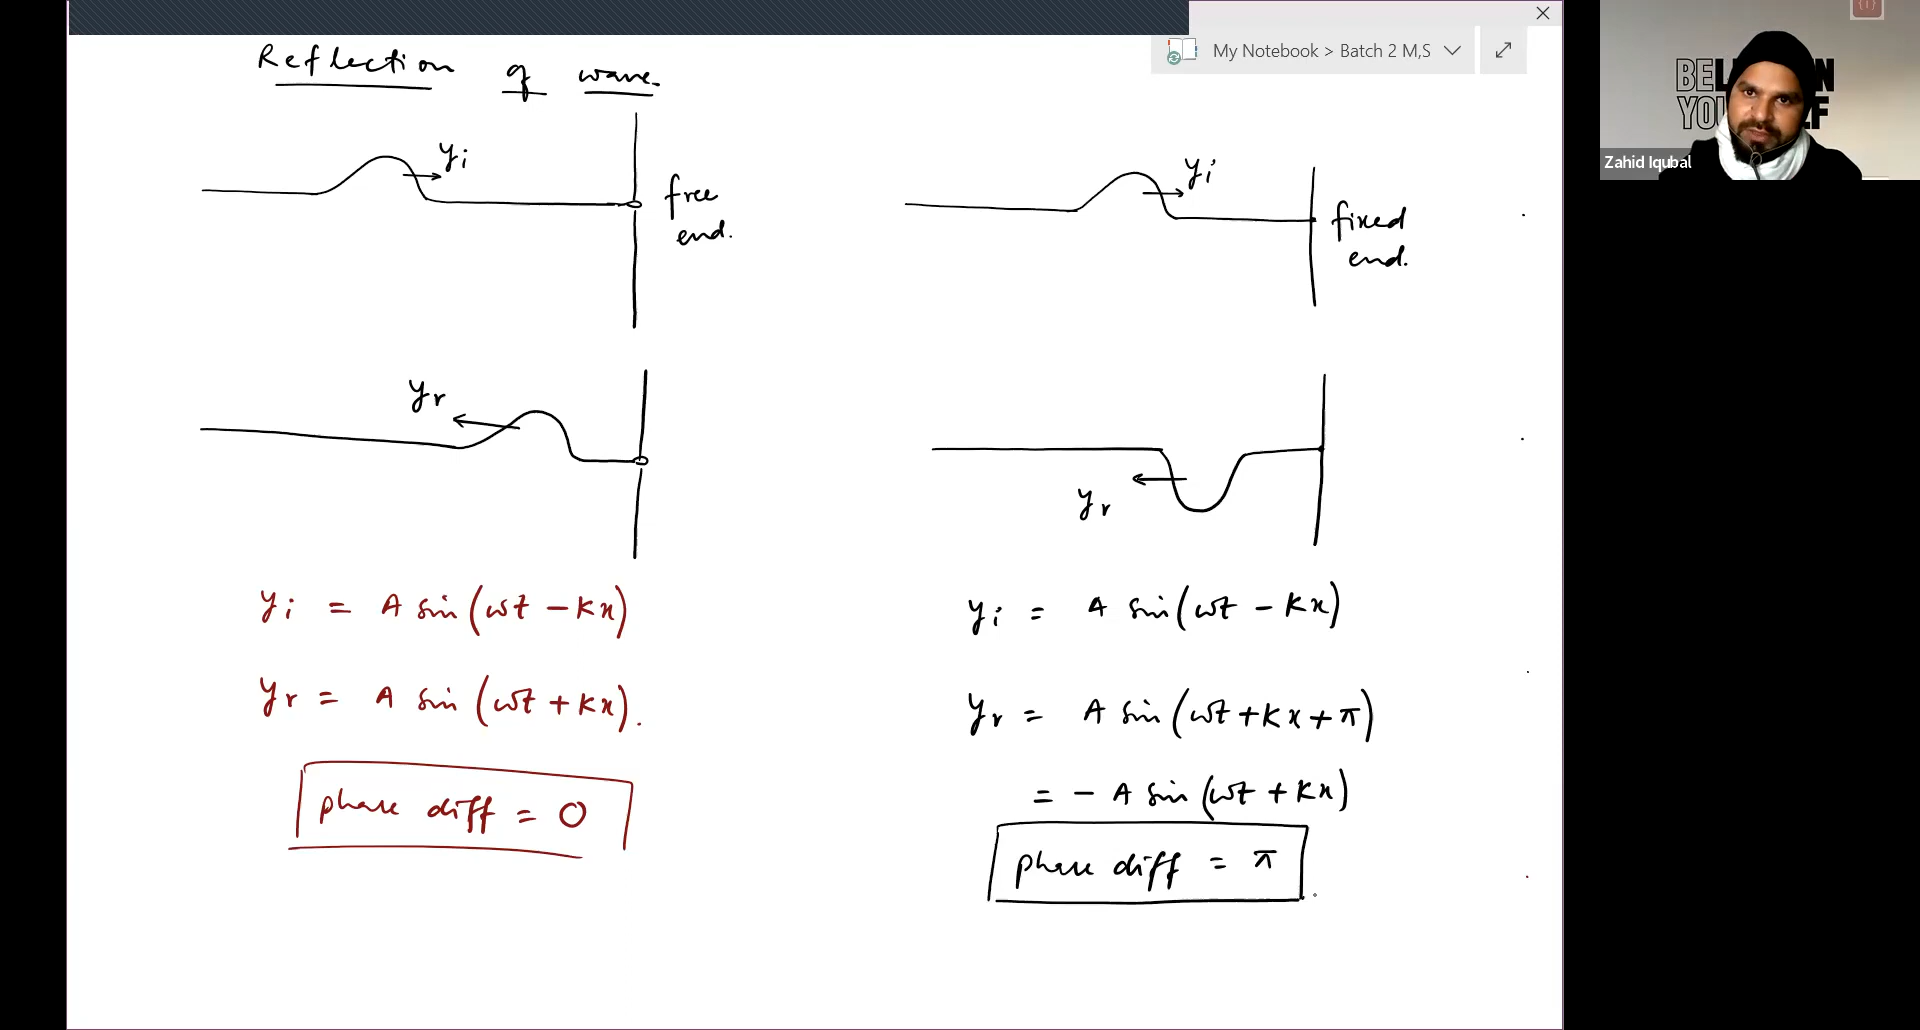 Reflection of wave.
yi
free
end.
yi
fixed
end.
yr
yr
yi = A sin(ωt - kx)
yr = A sin(ωt + kx).
phase diff = 0
yi = A sin(ωt - kx)
yr = A sin(ωt + kx + π)
= - A sin(ωt + kx)
phase diff = π
My Notebook > Batch 2 M,S
Zahid Iqubal